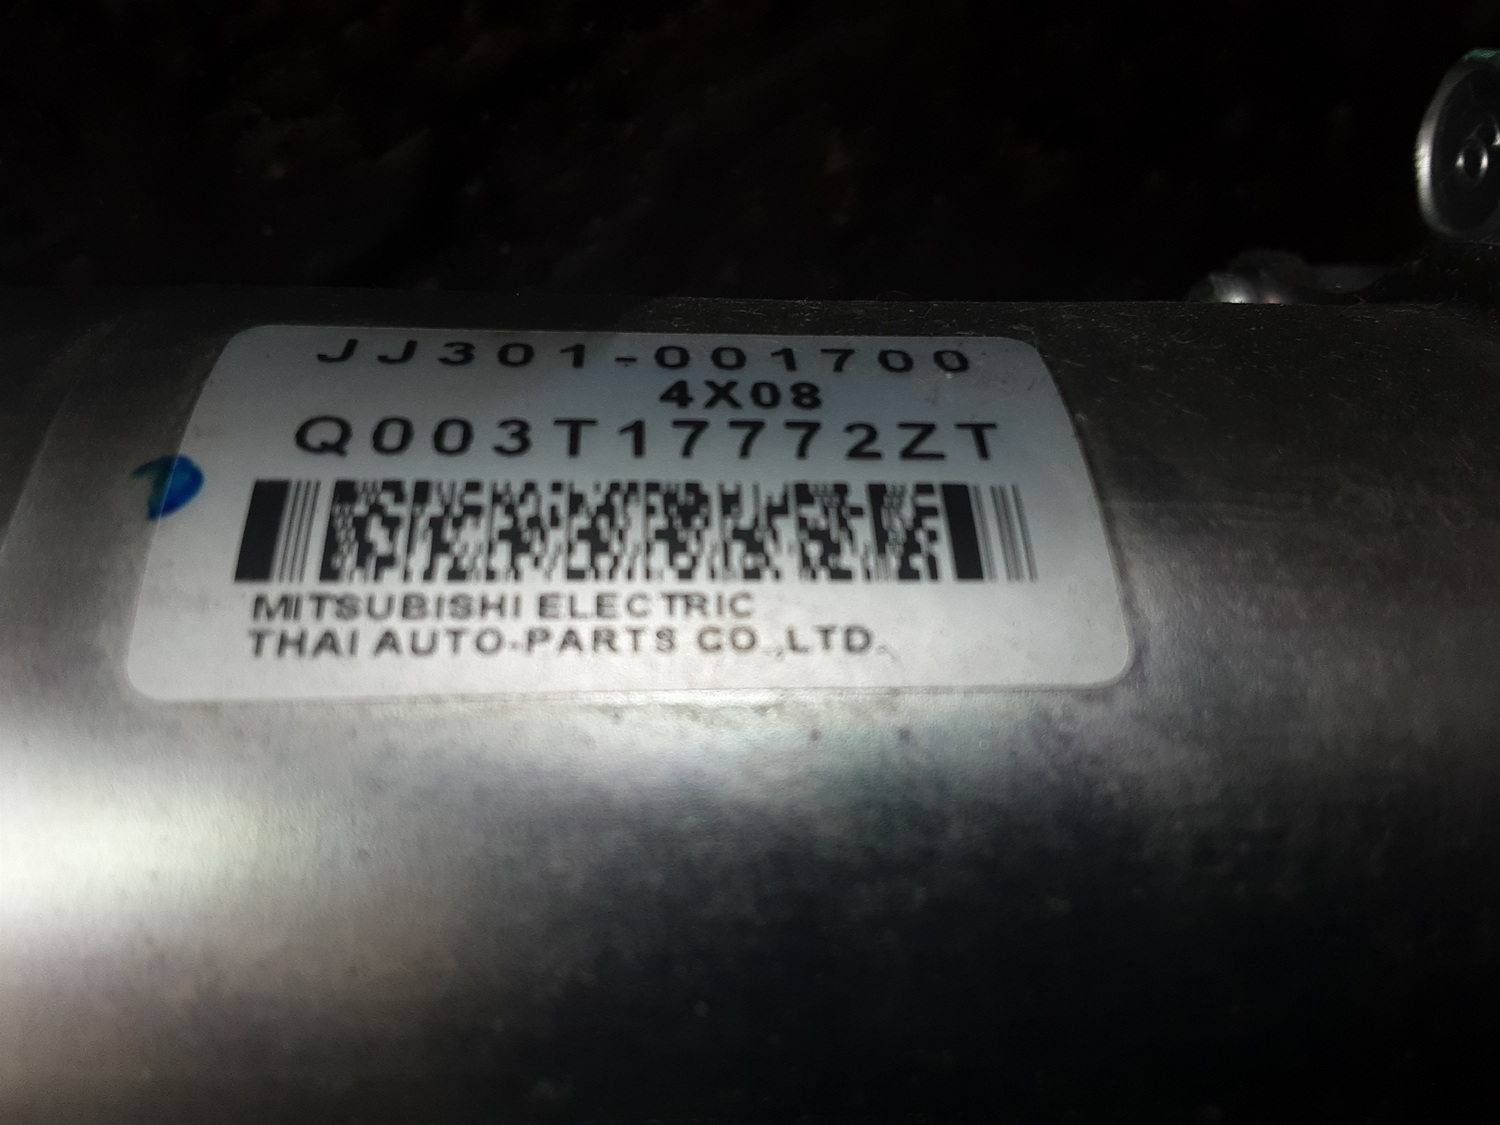 JJ301-001700
4X08
Q003T17772ZT
MITSUBISHI ELECTRIC
THAI AUTO-PARTS CO.,LTD.